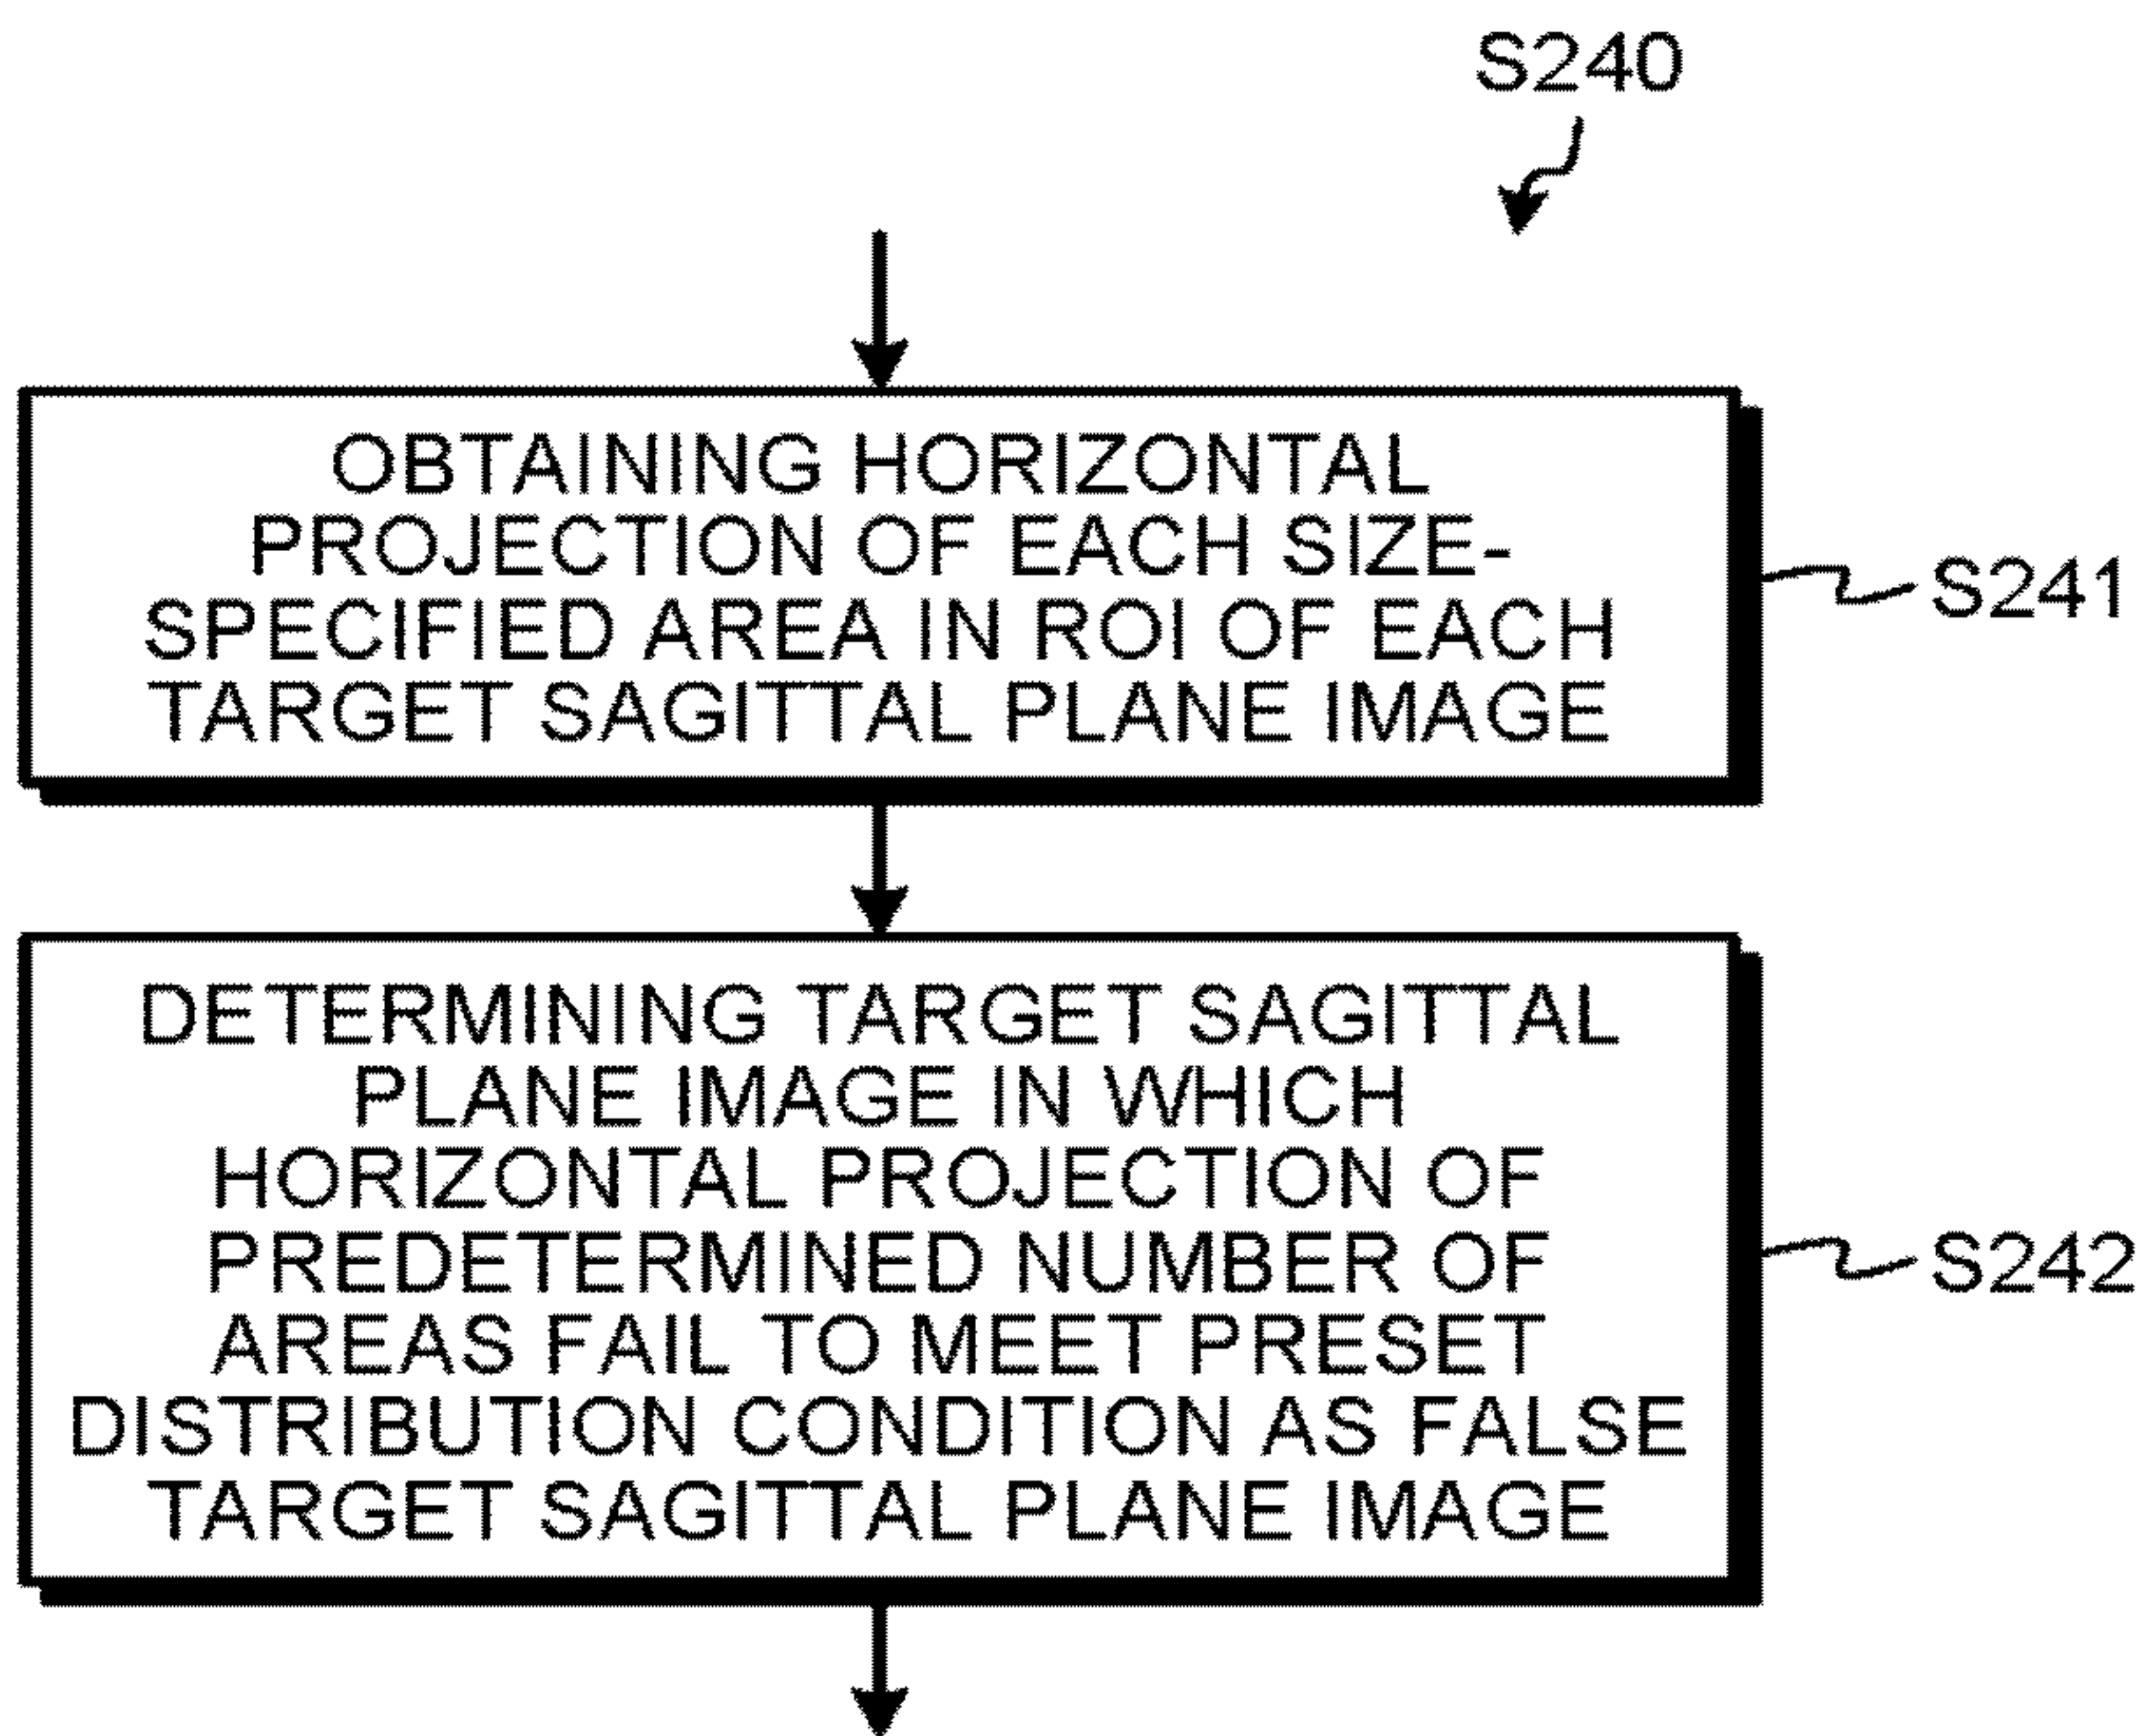 S240
OBTAINING HORIZONTAL
PROJECTION OF EACH SIZE-
SPECIFIED AREA IN ROI OF EACH
TARGET SAGITTAL PLANE IMAGE
S241
DETERMINING TARGET SAGITTAL
PLANE IMAGE IN WHICH
HORIZONTAL PROJECTION OF
PREDETERMINED NUMBER OF
AREAS FAIL TO MEET PRESET
DISTRIBUTION CONDITION AS FALSE
TARGET SAGITTAL PLANE IMAGE
S242